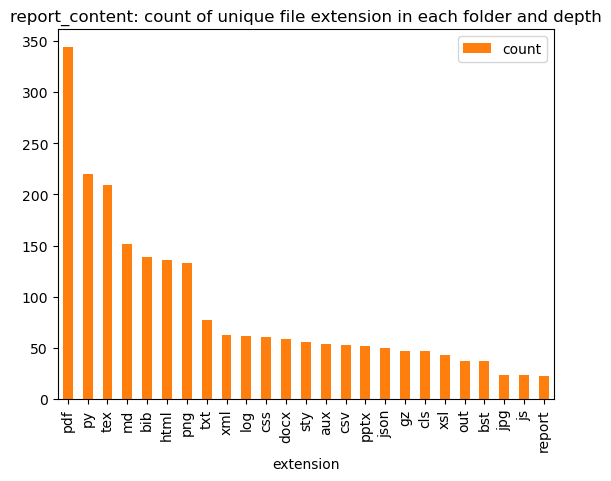 report_content: count of unique file extension in each folder and depth
count
350
300
250
200
150
100
50
0
pdf
py
tex
md
bib
html
png
txt
xml
log
css
docx
sty
aux
csv
pptx
json
gz
cls
xsl
out
bst
jpg
js
report
extension